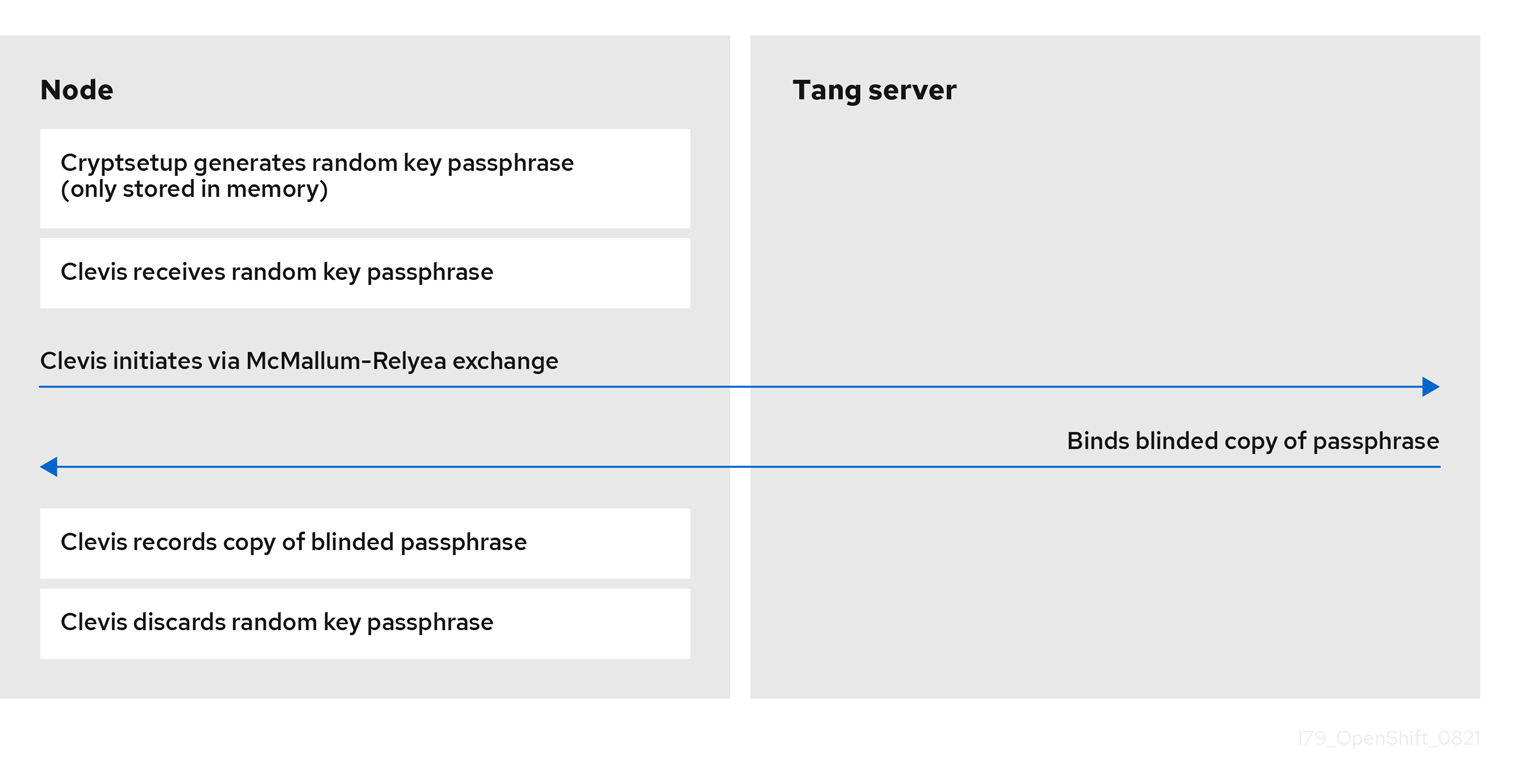 Node
Tang server
Cryptsetup generates random key passphrase
(only stored in memory)
Clevis receives random key passphrase
Clevis initiates via McMallum-Relyea exchange
Binds blinded copy of passphrase
Clevis records copy of blinded passphrase
Clevis discards random key passphrase
179_OpenShift_0821